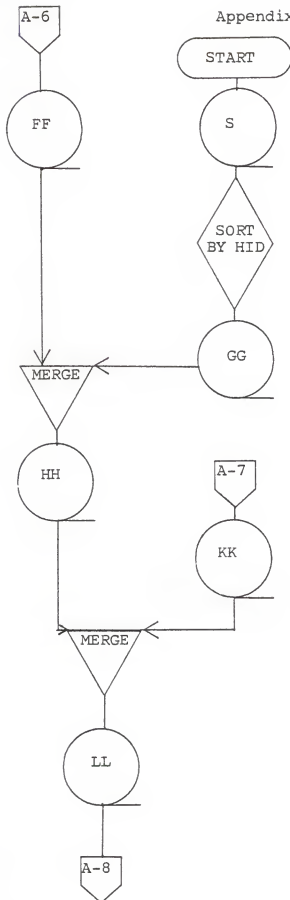 Appendix
A-6
START
FF
S
SORT
BY HID
GG
MERGE
HH
A-7
KK
MERGE
LL
A-8